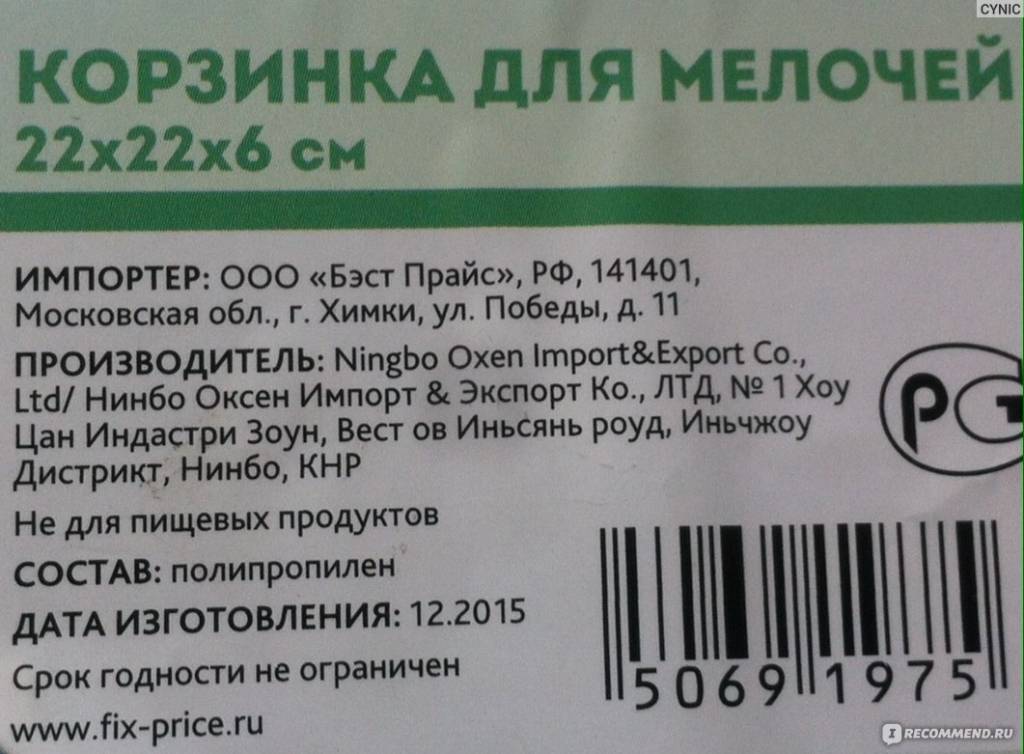 CYNIC
КОРЗИНКА ДЛЯ МЕЛОЧЕЙ
22х22х6 см
ИМПОРТЕР: ООО «Бэст Прайс», РФ, 141401,
Московская обл., г. Химки, ул. Победы, д. 11
ПРОИЗВОДИТЕЛЬ: Ningbo Oxen Import&Export Co.,
Ltd/ Нинбо Оксен Импорт & Экспорт Ко., ЛТД, № 1 Хоу
Цан Индастри Зоун, Вест ов Иньсянь роуд, Иньчжоу
Дистрикт, Нинбо, КНР
Не для пищевых продуктов
СОСТАВ: полипропилен
ДАТА ИЗГОТОВЛЕНИЯ: 12.2015
Срок годности не ограничен
www.fix-price.ru
PG
5069 1975
IRECOMMEND.RU